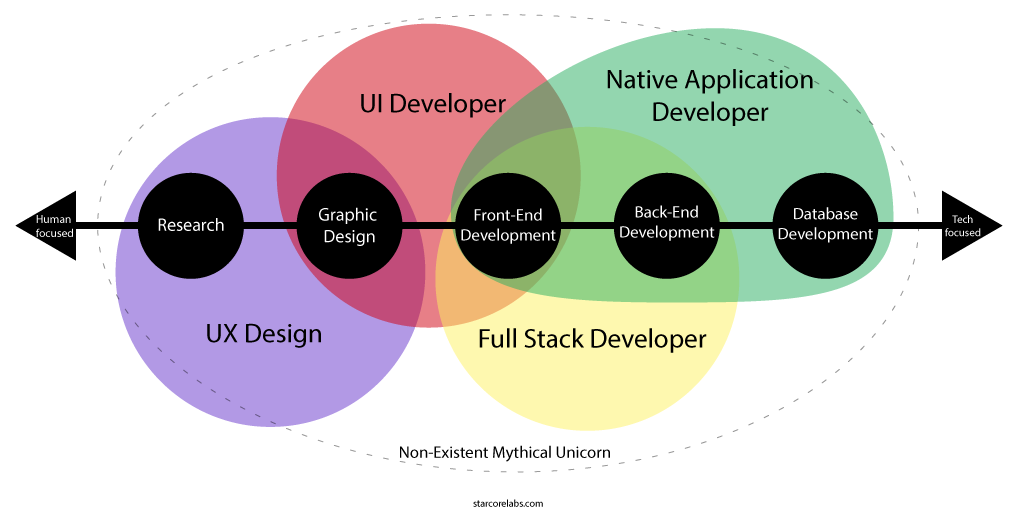 UI Developer
Native Application
Developer
Human
focused
Research
Graphic
Design
Front-End
Development
Back-End
Development
Database
Development
Tech
focused
UX Design
Full Stack Developer
Non-Existent Mythical Unicorn
starcorelabs.com